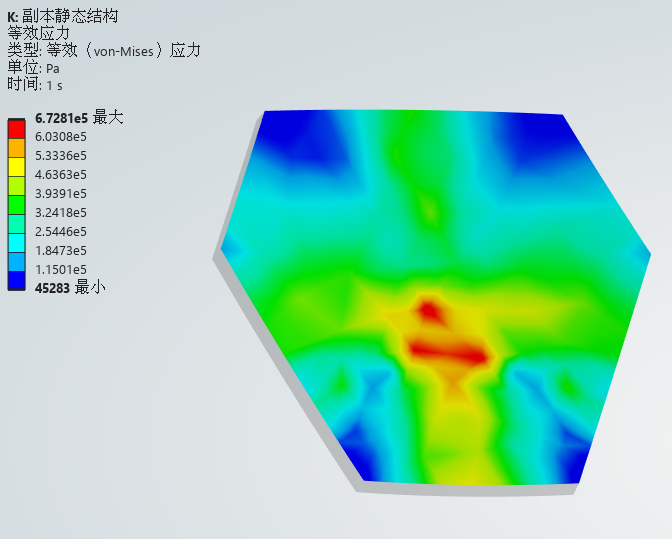 K: 副本静态结构
等效应力
类型: 等效（von-Mises）应力
单位: Pa
时间: 1 s
6.7281e5 最大
6.0308e5
5.3336e5
4.6363e5
3.9391e5
3.2418e5
2.5446e5
1.8473e5
1.1501e5
45283 最小